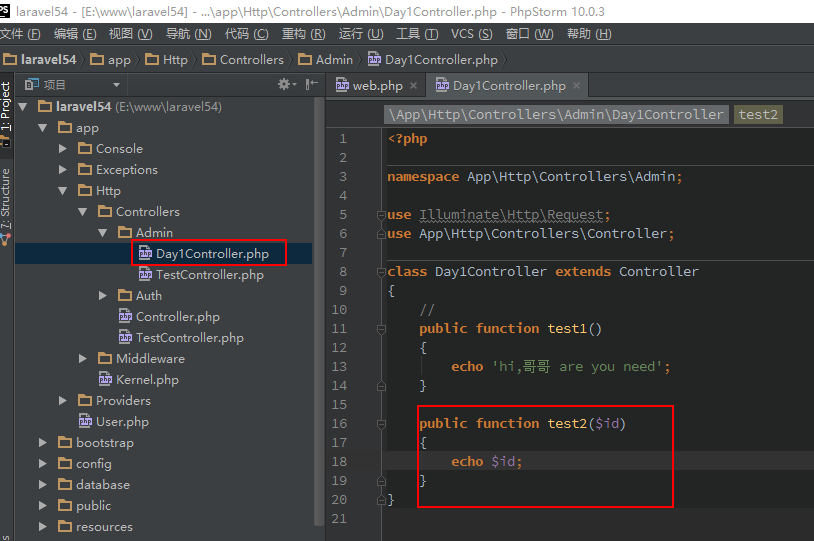 laravel54 - [E:\www\laravel54] - ...\app\Http\Controllers\Admin\Day1Controller.php - PhpStorm 10.0.3
文件 (F) 编辑 (E) 视图 (V) 导航 (N) 代码 (C) 重构 (R) 运行 (U) 工具 (T) VCS (S) 窗口 (W) 帮助 (H)
laravel54 app Http Controllers Admin Day1Controller.php
1: Project
7: Structure
项目
laravel54 (E:\www\laravel54)
app
Console
Exceptions
Http
Controllers
Admin
Day1Controller.php
TestController.php
Auth
Controller.php
TestController.php
Middleware
Kernel.php
Providers
User.php
bootstrap
config
database
public
resources
web.php Day1Controller.php
\App\Http\Controllers\Admin\Day1Controller test2
1 <?php
2
3 namespace App\Http\Controllers\Admin;
4
5 use Illuminate\Http\Request;
6 use App\Http\Controllers\Controller;
7
8 class Day1Controller extends Controller
9 {
10 //
11 public function test1()
12 {
13 echo 'hi,哥哥 are you need';
14 }
15
16 public function test2($id)
17 {
18 echo $id;
19 }
20 }
21